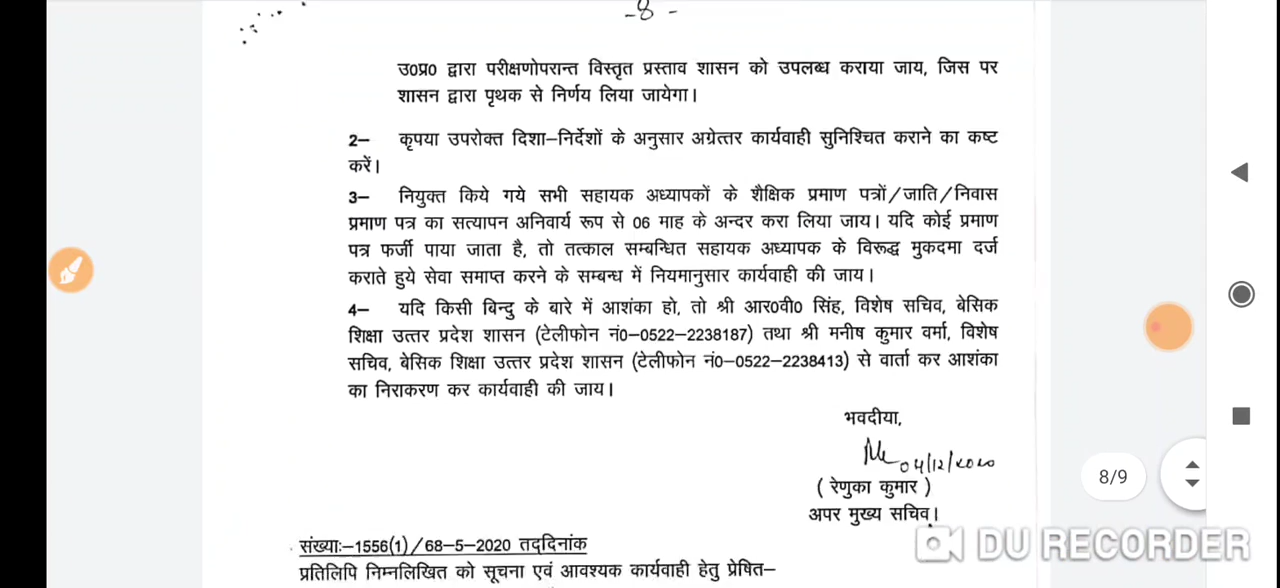 -8-
उ0प्र0 द्वारा परीक्षणोपरान्त विस्तृत प्रस्ताव शासन को उपलब्ध कराया जाय, जिस पर
शासन द्वारा पृथक से निर्णय लिया जायेगा।
2– कृपया उपरोक्त दिशा–निर्देशों के अनुसार अग्रेत्तर कार्यवाही सुनिश्चित कराने का कष्ट
करें।
3– नियुक्त किये गये सभी सहायक अध्यापकों के शैक्षिक प्रमाण पत्रों/जाति/निवास
प्रमाण पत्र का सत्यापन अनिवार्य रूप से 06 माह के अन्दर करा लिया जाय। यदि कोई प्रमाण
पत्र फर्जी पाया जाता है, तो तत्काल सम्बन्धित सहायक अध्यापक के विरूद्ध मुकदमा दर्ज
कराते हुये सेवा समाप्त करने के सम्बन्ध में नियमानुसार कार्यवाही की जाय।
4– यदि किसी बिन्दु के बारे में आशंका हो, तो श्री आर0वी0 सिंह, विशेष सचिव, बेसिक
शिक्षा उत्तर प्रदेश शासन (टेलीफोन नं0–0522–2238187) तथा श्री मनीष कुमार वर्मा, विशेष
सचिव, बेसिक शिक्षा उत्तर प्रदेश शासन (टेलीफोन नं0–0522–2238413) से वार्ता कर आशंका
का निराकरण कर कार्यवाही की जाय।
भवदीया,
04/12/2020
( रेणुका कुमार )
अपर मुख्य सचिव।
8/9
संख्याः–1556(1)/68–5–2020 तद्दिनांक
DU RECORDER
प्रतिलिपि निम्नलिखित को सूचना एवं आवश्यक कार्यवाही हेतु प्रेषित–